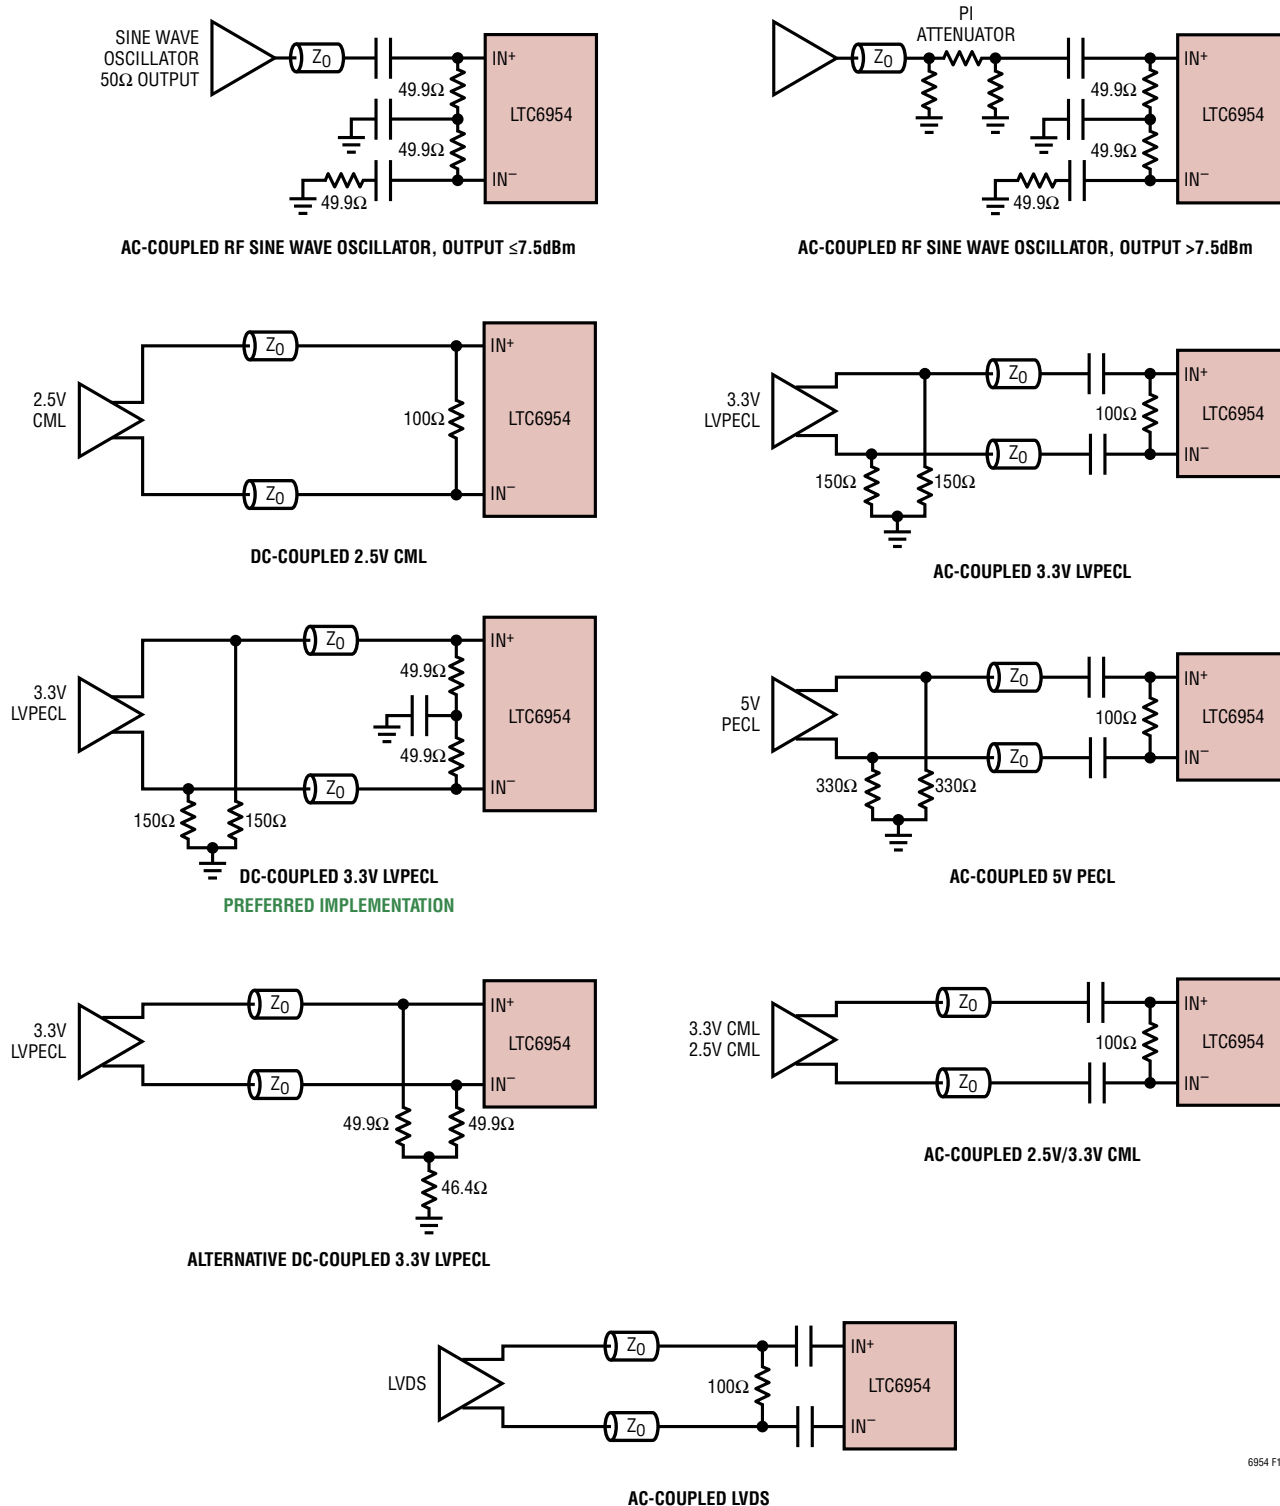 SINE WAVE
OSCILLATOR
50Ω OUTPUT
Z0
49.9Ω
49.9Ω
49.9Ω
IN+
LTC6954
IN−
AC-COUPLED RF SINE WAVE OSCILLATOR, OUTPUT ≤7.5dBm
PI
ATTENUATOR
Z0
49.9Ω
49.9Ω
49.9Ω
IN+
LTC6954
IN−
AC-COUPLED RF SINE WAVE OSCILLATOR, OUTPUT >7.5dBm
2.5V
CML
Z0
Z0
100Ω
IN+
LTC6954
IN−
DC-COUPLED 2.5V CML
3.3V
LVPECL
Z0
Z0
150Ω
150Ω
100Ω
IN+
LTC6954
IN−
AC-COUPLED 3.3V LVPECL
3.3V
LVPECL
Z0
Z0
150Ω
150Ω
49.9Ω
49.9Ω
IN+
LTC6954
IN−
DC-COUPLED 3.3V LVPECL
PREFERRED IMPLEMENTATION
5V
PECL
Z0
Z0
330Ω
330Ω
100Ω
IN+
LTC6954
IN−
AC-COUPLED 5V PECL
3.3V
LVPECL
Z0
Z0
49.9Ω
49.9Ω
46.4Ω
IN+
LTC6954
IN−
ALTERNATIVE DC-COUPLED 3.3V LVPECL
3.3V CML
2.5V CML
Z0
Z0
100Ω
IN+
LTC6954
IN−
AC-COUPLED 2.5V/3.3V CML
LVDS
Z0
Z0
100Ω
IN+
LTC6954
IN−
AC-COUPLED LVDS
6954 F1